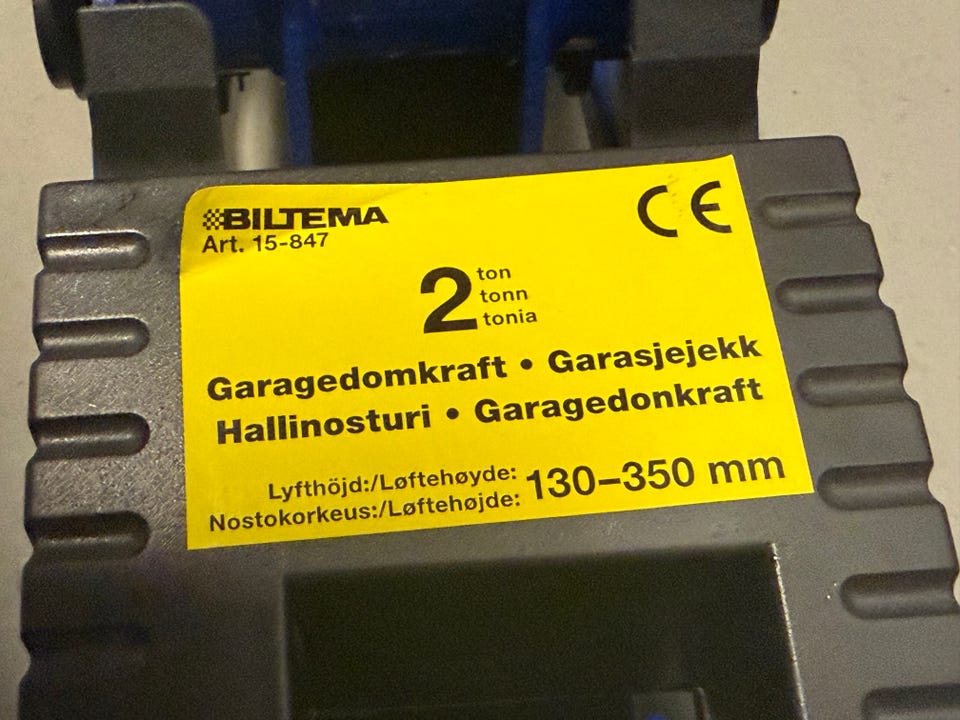 BILTEMA
Art. 15-847
CE
2 ton
tonn
tonia
Garagedomkraft • Garasjejekk
Hallinosturi • Garagedonkraft
Lyfthöjd:/Løftehøyde: 130–350 mm
Nostokorkeus:/Løftehøjde: